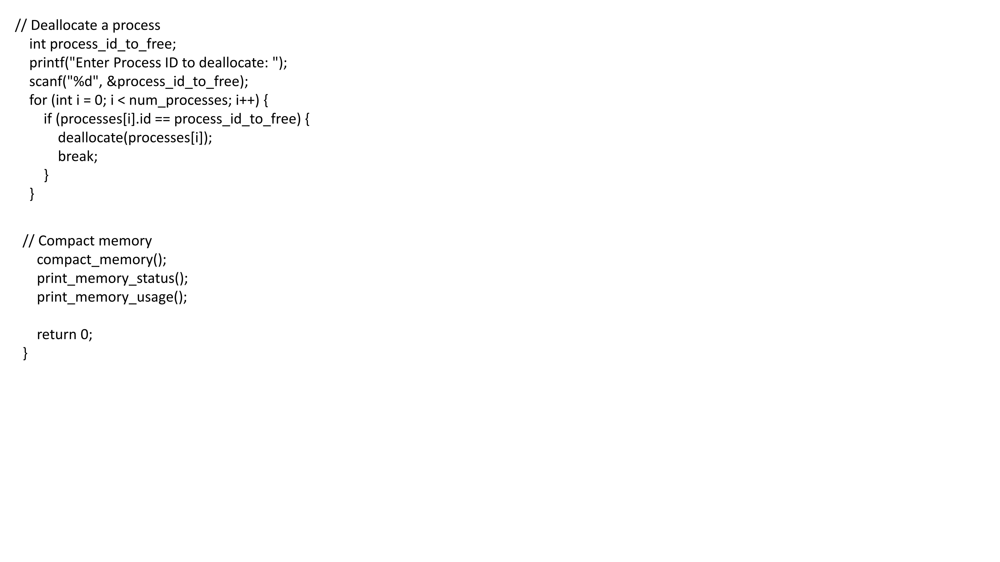 // Deallocate a process
int process_id_to_free;
printf("Enter Process ID to deallocate: ");
scanf("%d", &process_id_to_free);
for (int i = 0; i < num_processes; i++) {
if (processes[i].id == process_id_to_free) {
deallocate(processes[i]);
break;
}
}
// Compact memory
compact_memory();
print_memory_status();
print_memory_usage();
return 0;
}